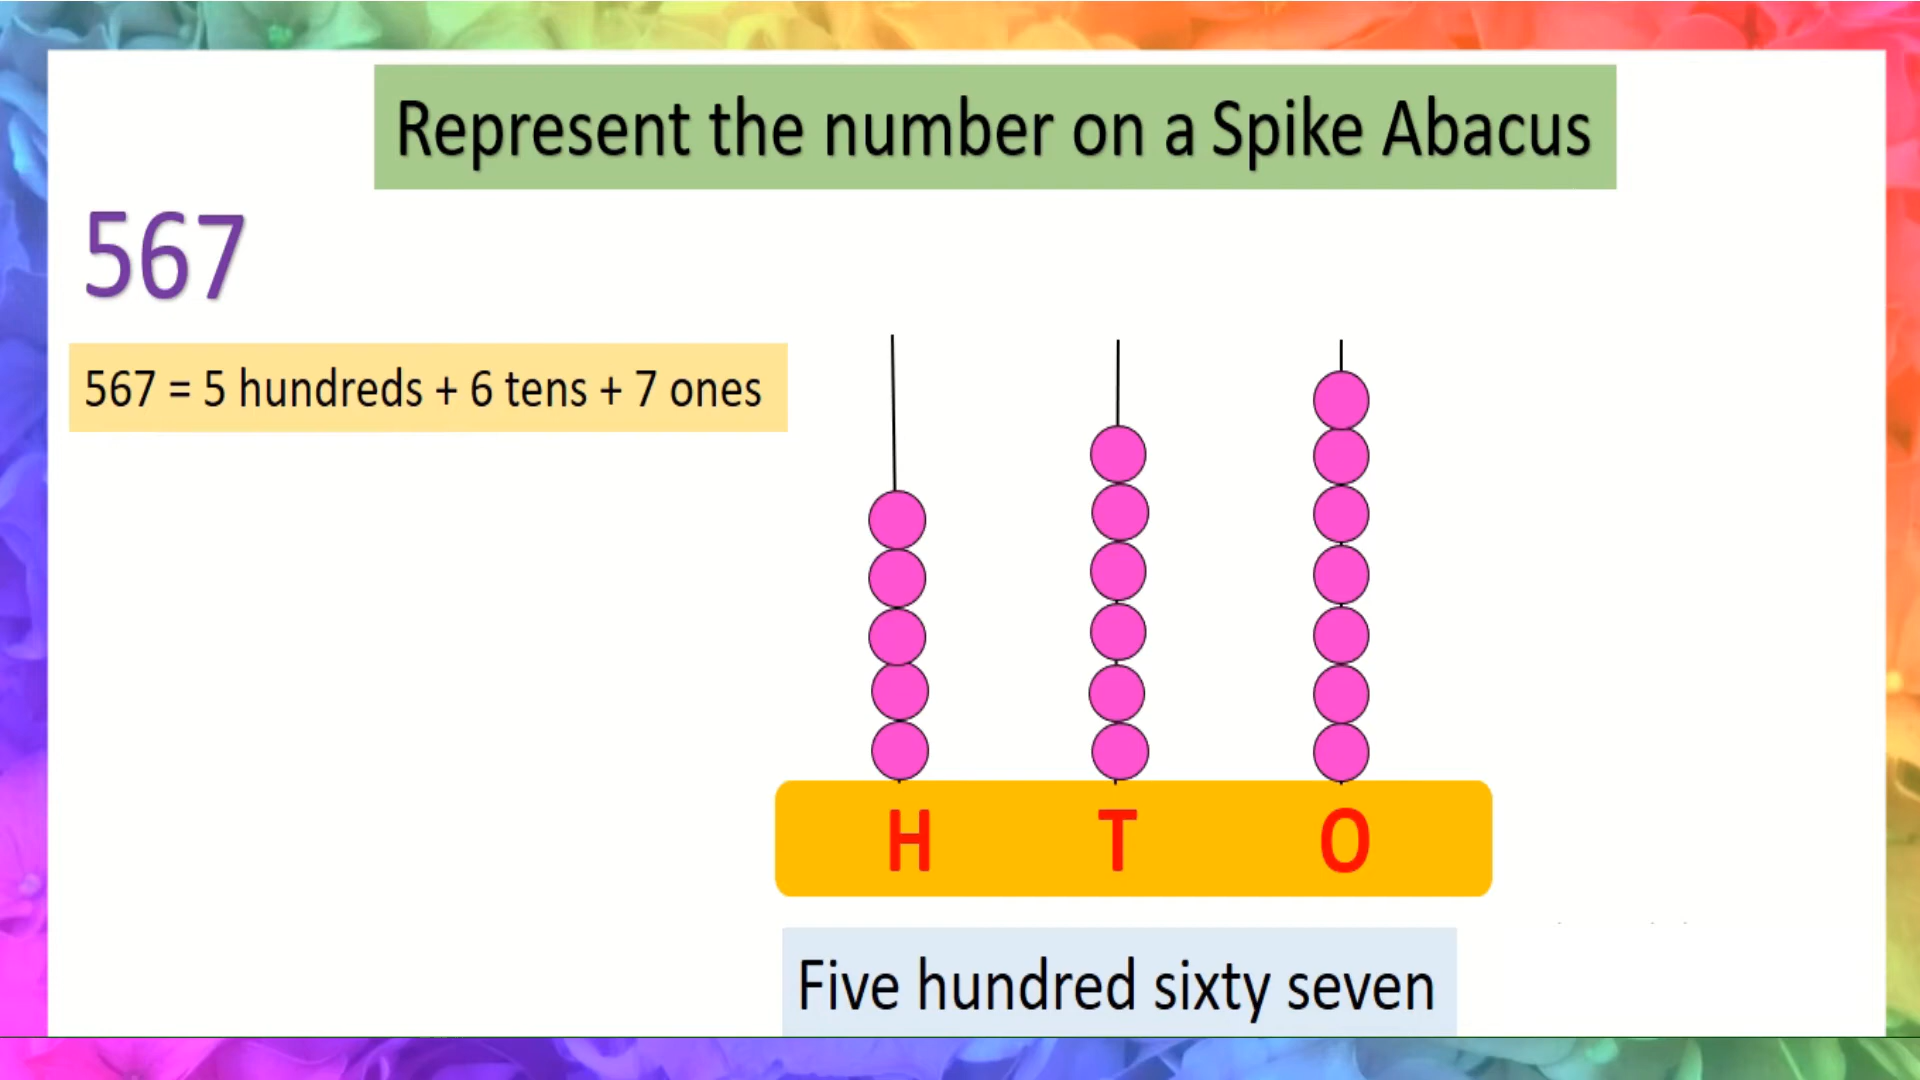 Represent the number on a Spike Abacus
567
567 = 5 hundreds + 6 tens + 7 ones
H T O
Five hundred sixty seven